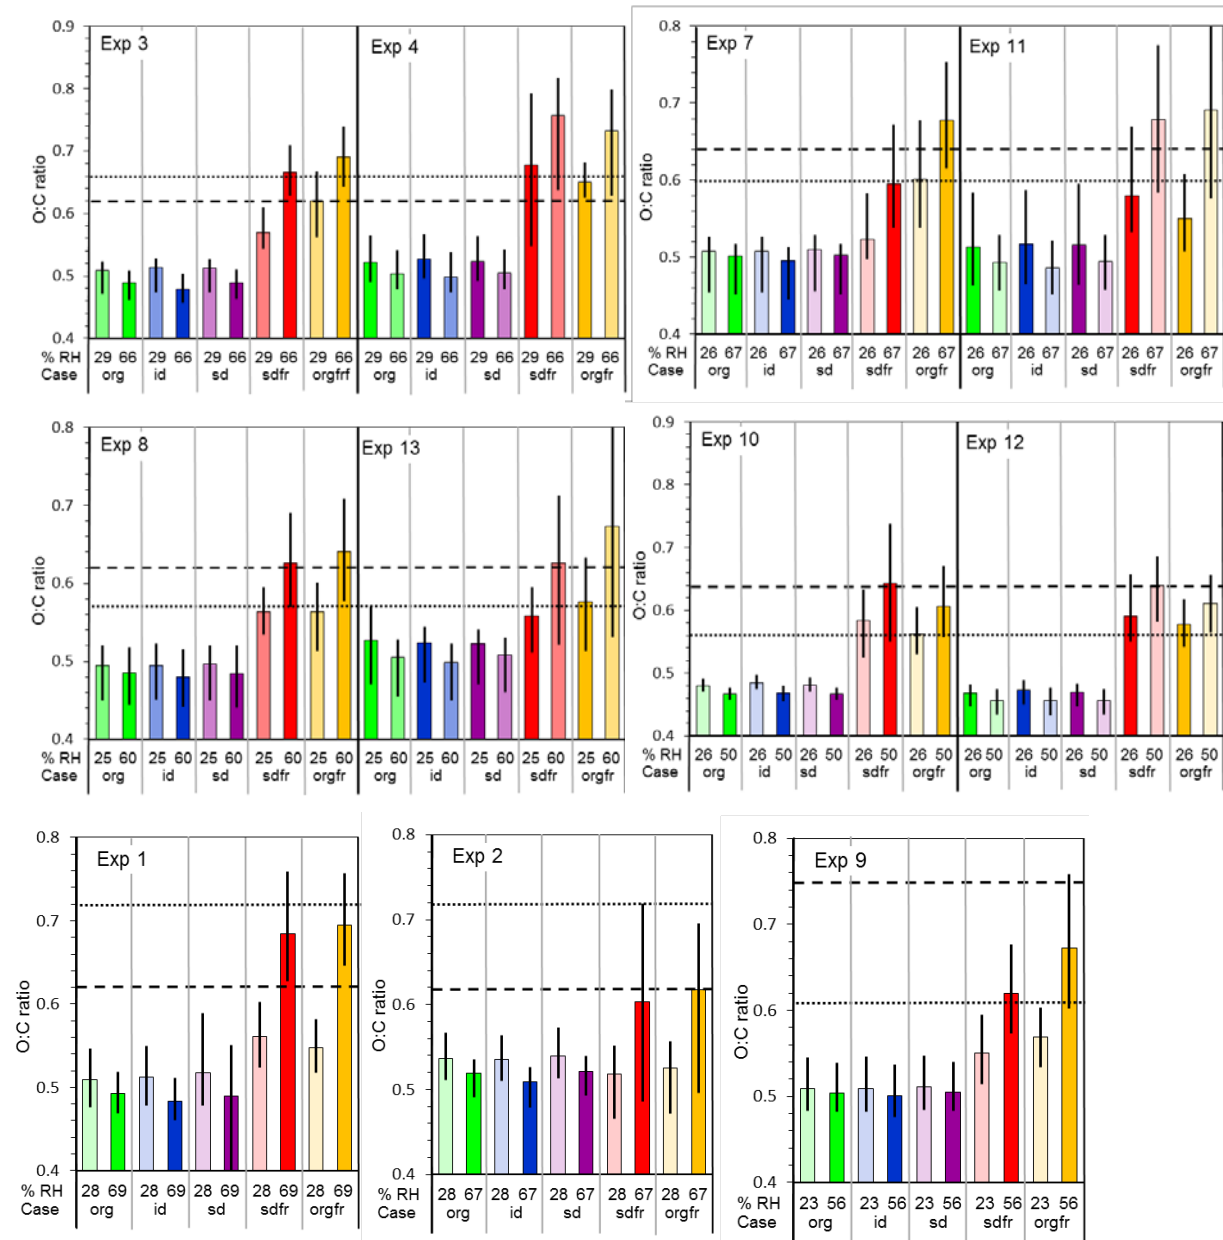 Exp 3
Exp 4
O:C ratio
0.9
0.8
0.7
0.6
0.5
0.4
% RH 29 66 29 66 29 66 29 66 29 66 29 66 29 66 29 66 29 66 29 66
Case org id sd sdfr orgfrf org id sd sdfr orgfr
Exp 7
Exp 11
O:C ratio
0.8
0.7
0.6
0.5
0.4
% RH 26 67 26 67 26 67 26 67 26 67 26 67 26 67 26 67 26 67 26 67
Case org id sd sdfr orgfr org id sd sdfr orgfr
Exp 8
Exp 13
O:C ratio
0.8
0.7
0.6
0.5
0.4
% RH 25 60 25 60 25 60 25 60 25 60 25 60 25 60 25 60 25 60 25 60
Case org id sd sdfr orgfr org id sd sdfr orgfr
Exp 10
Exp 12
O:C ratio
0.9
0.8
0.7
0.6
0.5
0.4
% RH 26 50 26 50 26 50 26 50 26 50 26 50 26 50 26 50 26 50 26 50
Case org id sd sdfr orgfr org id sd sdfr orgfr
Exp 1
O:C ratio
0.8
0.7
0.6
0.5
0.4
% RH 28 69 28 69 28 69 28 69 28 69
Case org id sd sdfr orgfr
Exp 2
O:C ratio
0.8
0.7
0.6
0.5
0.4
% RH 28 67 28 67 28 67 28 67 28 67
Case org id sd sdfr orgfr
Exp 9
O:C ratio
0.8
0.7
0.6
0.5
0.4
% RH 23 56 23 56 23 56 23 56 23 56
Case org id sd sdfr orgfr